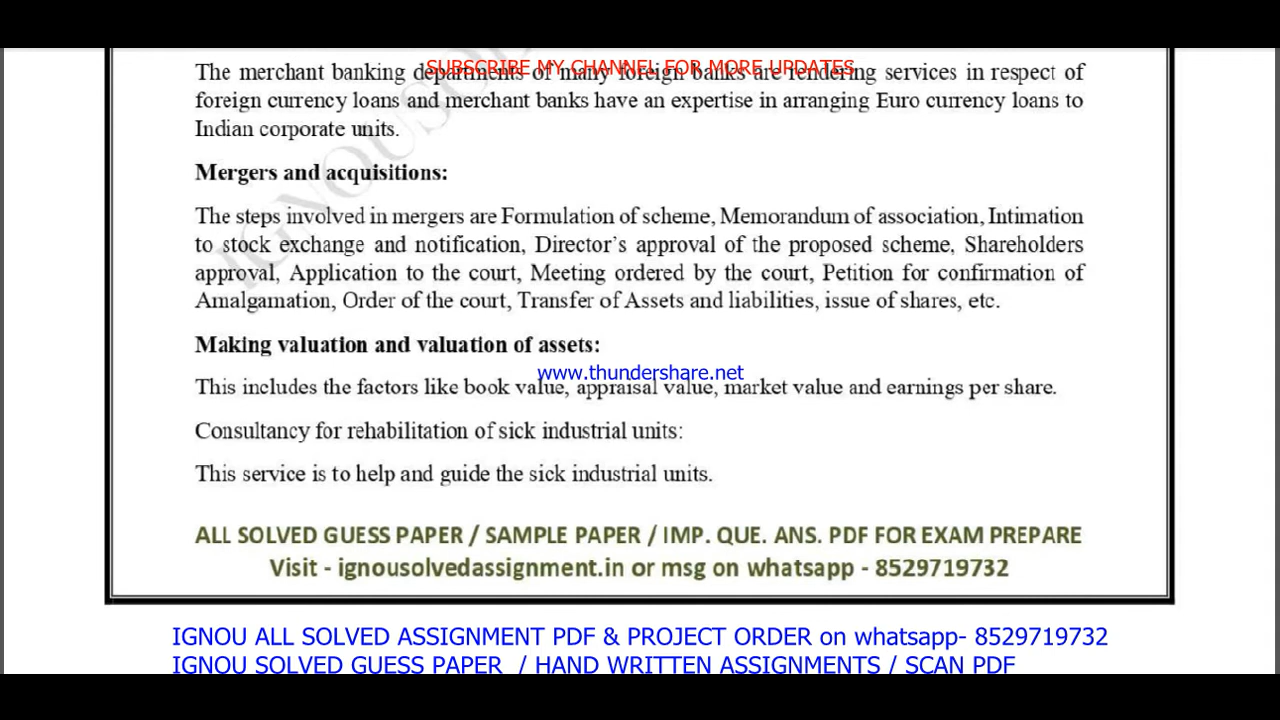 SUBSCRIBE MY CHANNEL FOR MORE UPDATES
The merchant banking departments of many foreign banks are rendering services in respect of
foreign currency loans and merchant banks have an expertise in arranging Euro currency loans to
Indian corporate units.
Mergers and acquisitions:
The steps involved in mergers are Formulation of scheme, Memorandum of association, Intimation
to stock exchange and notification, Director's approval of the proposed scheme, Shareholders
approval, Application to the court, Meeting ordered by the court, Petition for confirmation of
Amalgamation, Order of the court, Transfer of Assets and liabilities, issue of shares, etc.
Making valuation and valuation of assets:
www.thundershare.net
This includes the factors like book value, appraisal value, market value and earnings per share.
Consultancy for rehabilitation of sick industrial units:
This service is to help and guide the sick industrial units.
ALL SOLVED GUESS PAPER / SAMPLE PAPER / IMP. QUE. ANS. PDF FOR EXAM PREPARE
Visit - ignousolvedassignment.in or msg on whatsapp - 8529719732
IGNOU ALL SOLVED ASSIGNMENT PDF & PROJECT ORDER on whatsapp- 8529719732
IGNOU SOLVED GUESS PAPER / HAND WRITTEN ASSIGNMENTS / SCAN PDF